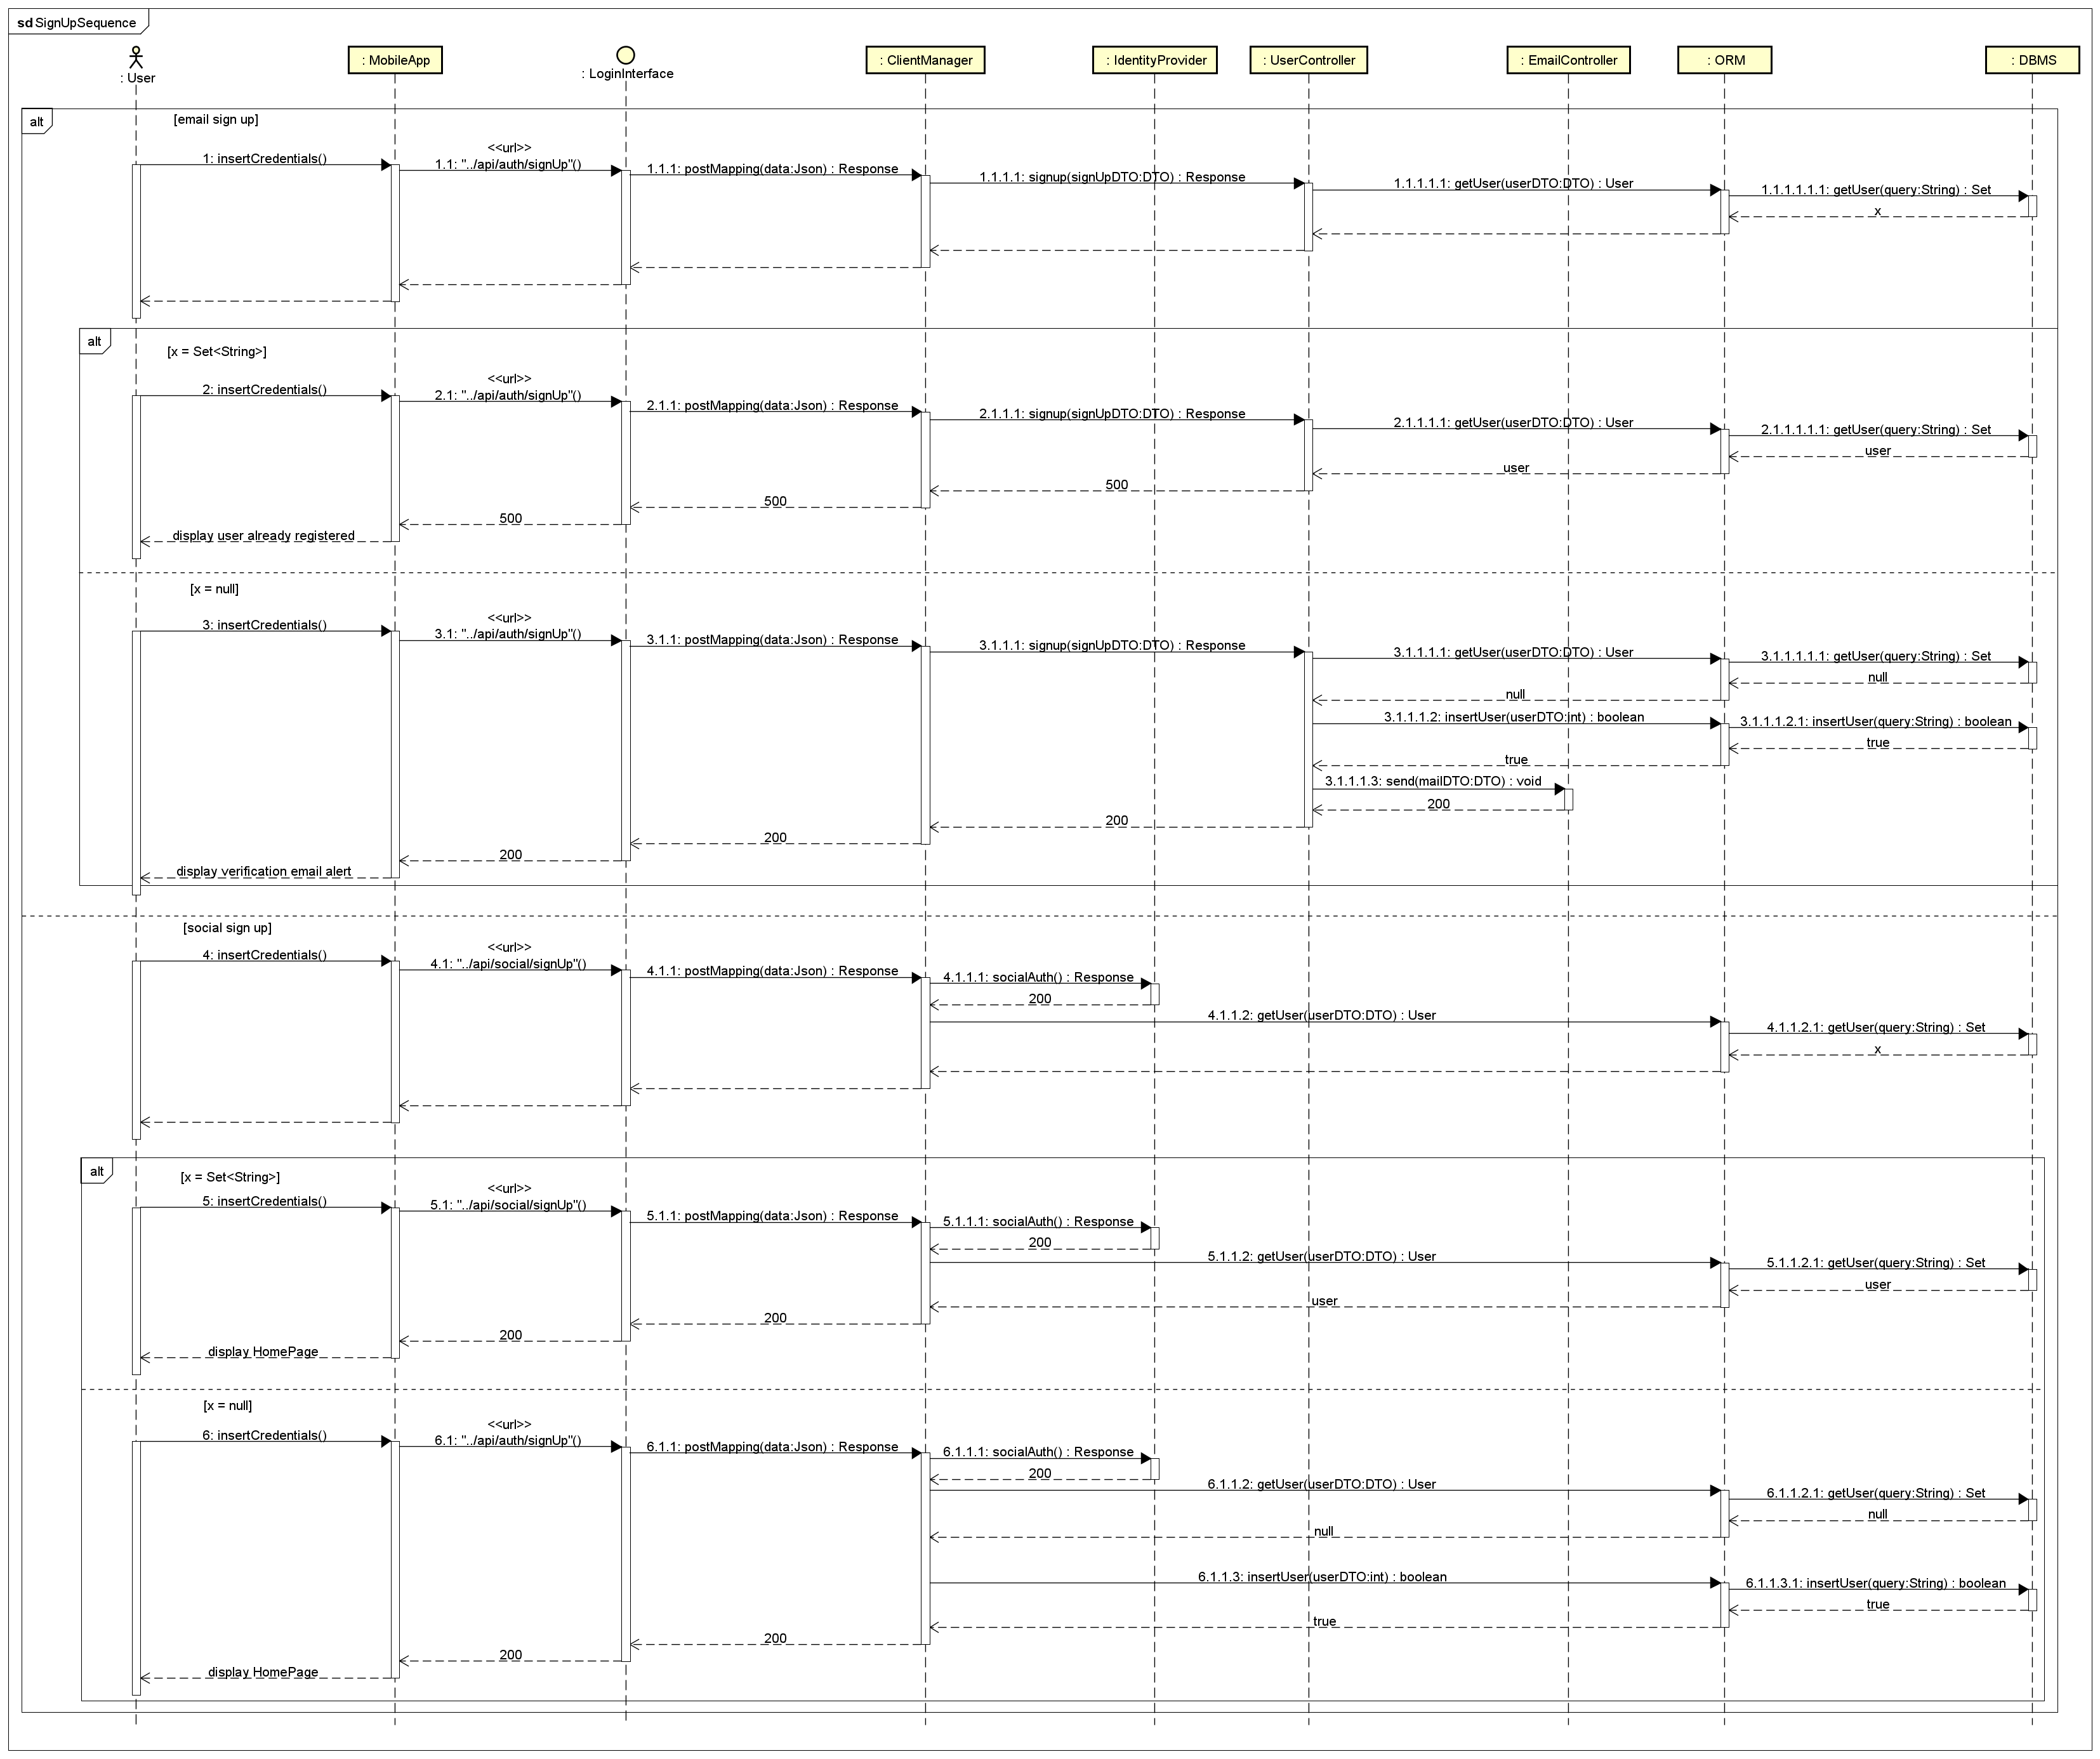 sd SignUpSequence
: User
: MobileApp
: LoginInterface
: ClientManager
: IdentityProvider
: UserController
: EmailController
: ORM
: DBMS
alt
[email sign up]
1: insertCredentials()
<<url>>
1.1: "../api/auth/signUp"()
1.1.1: postMapping(data:Json) : Response
1.1.1.1: signup(signUpDTO:DTO) : Response
1.1.1.1.1: getUser(userDTO:DTO) : User
1.1.1.1.1.1: getUser(query:String) : Set
x
alt
[x = Set<String>]
2: insertCredentials()
<<url>>
2.1: "../api/auth/signUp"()
2.1.1: postMapping(data:Json) : Response
2.1.1.1: signup(signUpDTO:DTO) : Response
2.1.1.1.1: getUser(userDTO:DTO) : User
2.1.1.1.1.1: getUser(query:String) : Set
user
user
500
500
500
display user already registered
[x = null]
3: insertCredentials()
<<url>>
3.1: "../api/auth/signUp"()
3.1.1: postMapping(data:Json) : Response
3.1.1.1: signup(signUpDTO:DTO) : Response
3.1.1.1.1: getUser(userDTO:DTO) : User
3.1.1.1.1.1: getUser(query:String) : Set
null
null
3.1.1.1.2: insertUser(userDTO:int) : boolean
3.1.1.1.2.1: insertUser(query:String) : boolean
true
true
3.1.1.1.3: send(mailDTO:DTO) : void
200
200
200
200
display verification email alert
[social sign up]
4: insertCredentials()
<<url>>
4.1: "../api/social/signUp"()
4.1.1: postMapping(data:Json) : Response
4.1.1.1: socialAuth() : Response
200
4.1.1.2: getUser(userDTO:DTO) : User
4.1.1.2.1: getUser(query:String) : Set
x
alt
[x = Set<String>]
5: insertCredentials()
<<url>>
5.1: "../api/social/signUp"()
5.1.1: postMapping(data:Json) : Response
5.1.1.1: socialAuth() : Response
200
5.1.1.2: getUser(userDTO:DTO) : User
5.1.1.2.1: getUser(query:String) : Set
user
user
200
200
display HomePage
[x = null]
6: insertCredentials()
<<url>>
6.1: "../api/auth/signUp"()
6.1.1: postMapping(data:Json) : Response
6.1.1.1: socialAuth() : Response
200
6.1.1.2: getUser(userDTO:DTO) : User
6.1.1.2.1: getUser(query:String) : Set
null
null
6.1.1.3: insertUser(userDTO:int) : boolean
6.1.1.3.1: insertUser(query:String) : boolean
true
true
200
200
display HomePage